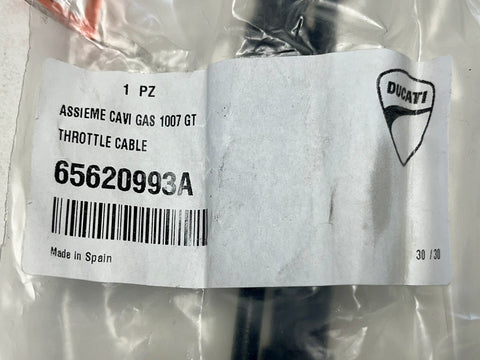 1 PZ
ASSIEME CAVI GAS 1007 GT
THROTTLE CABLE
65620993A
Made in Spain
DUCATI
30 / 30